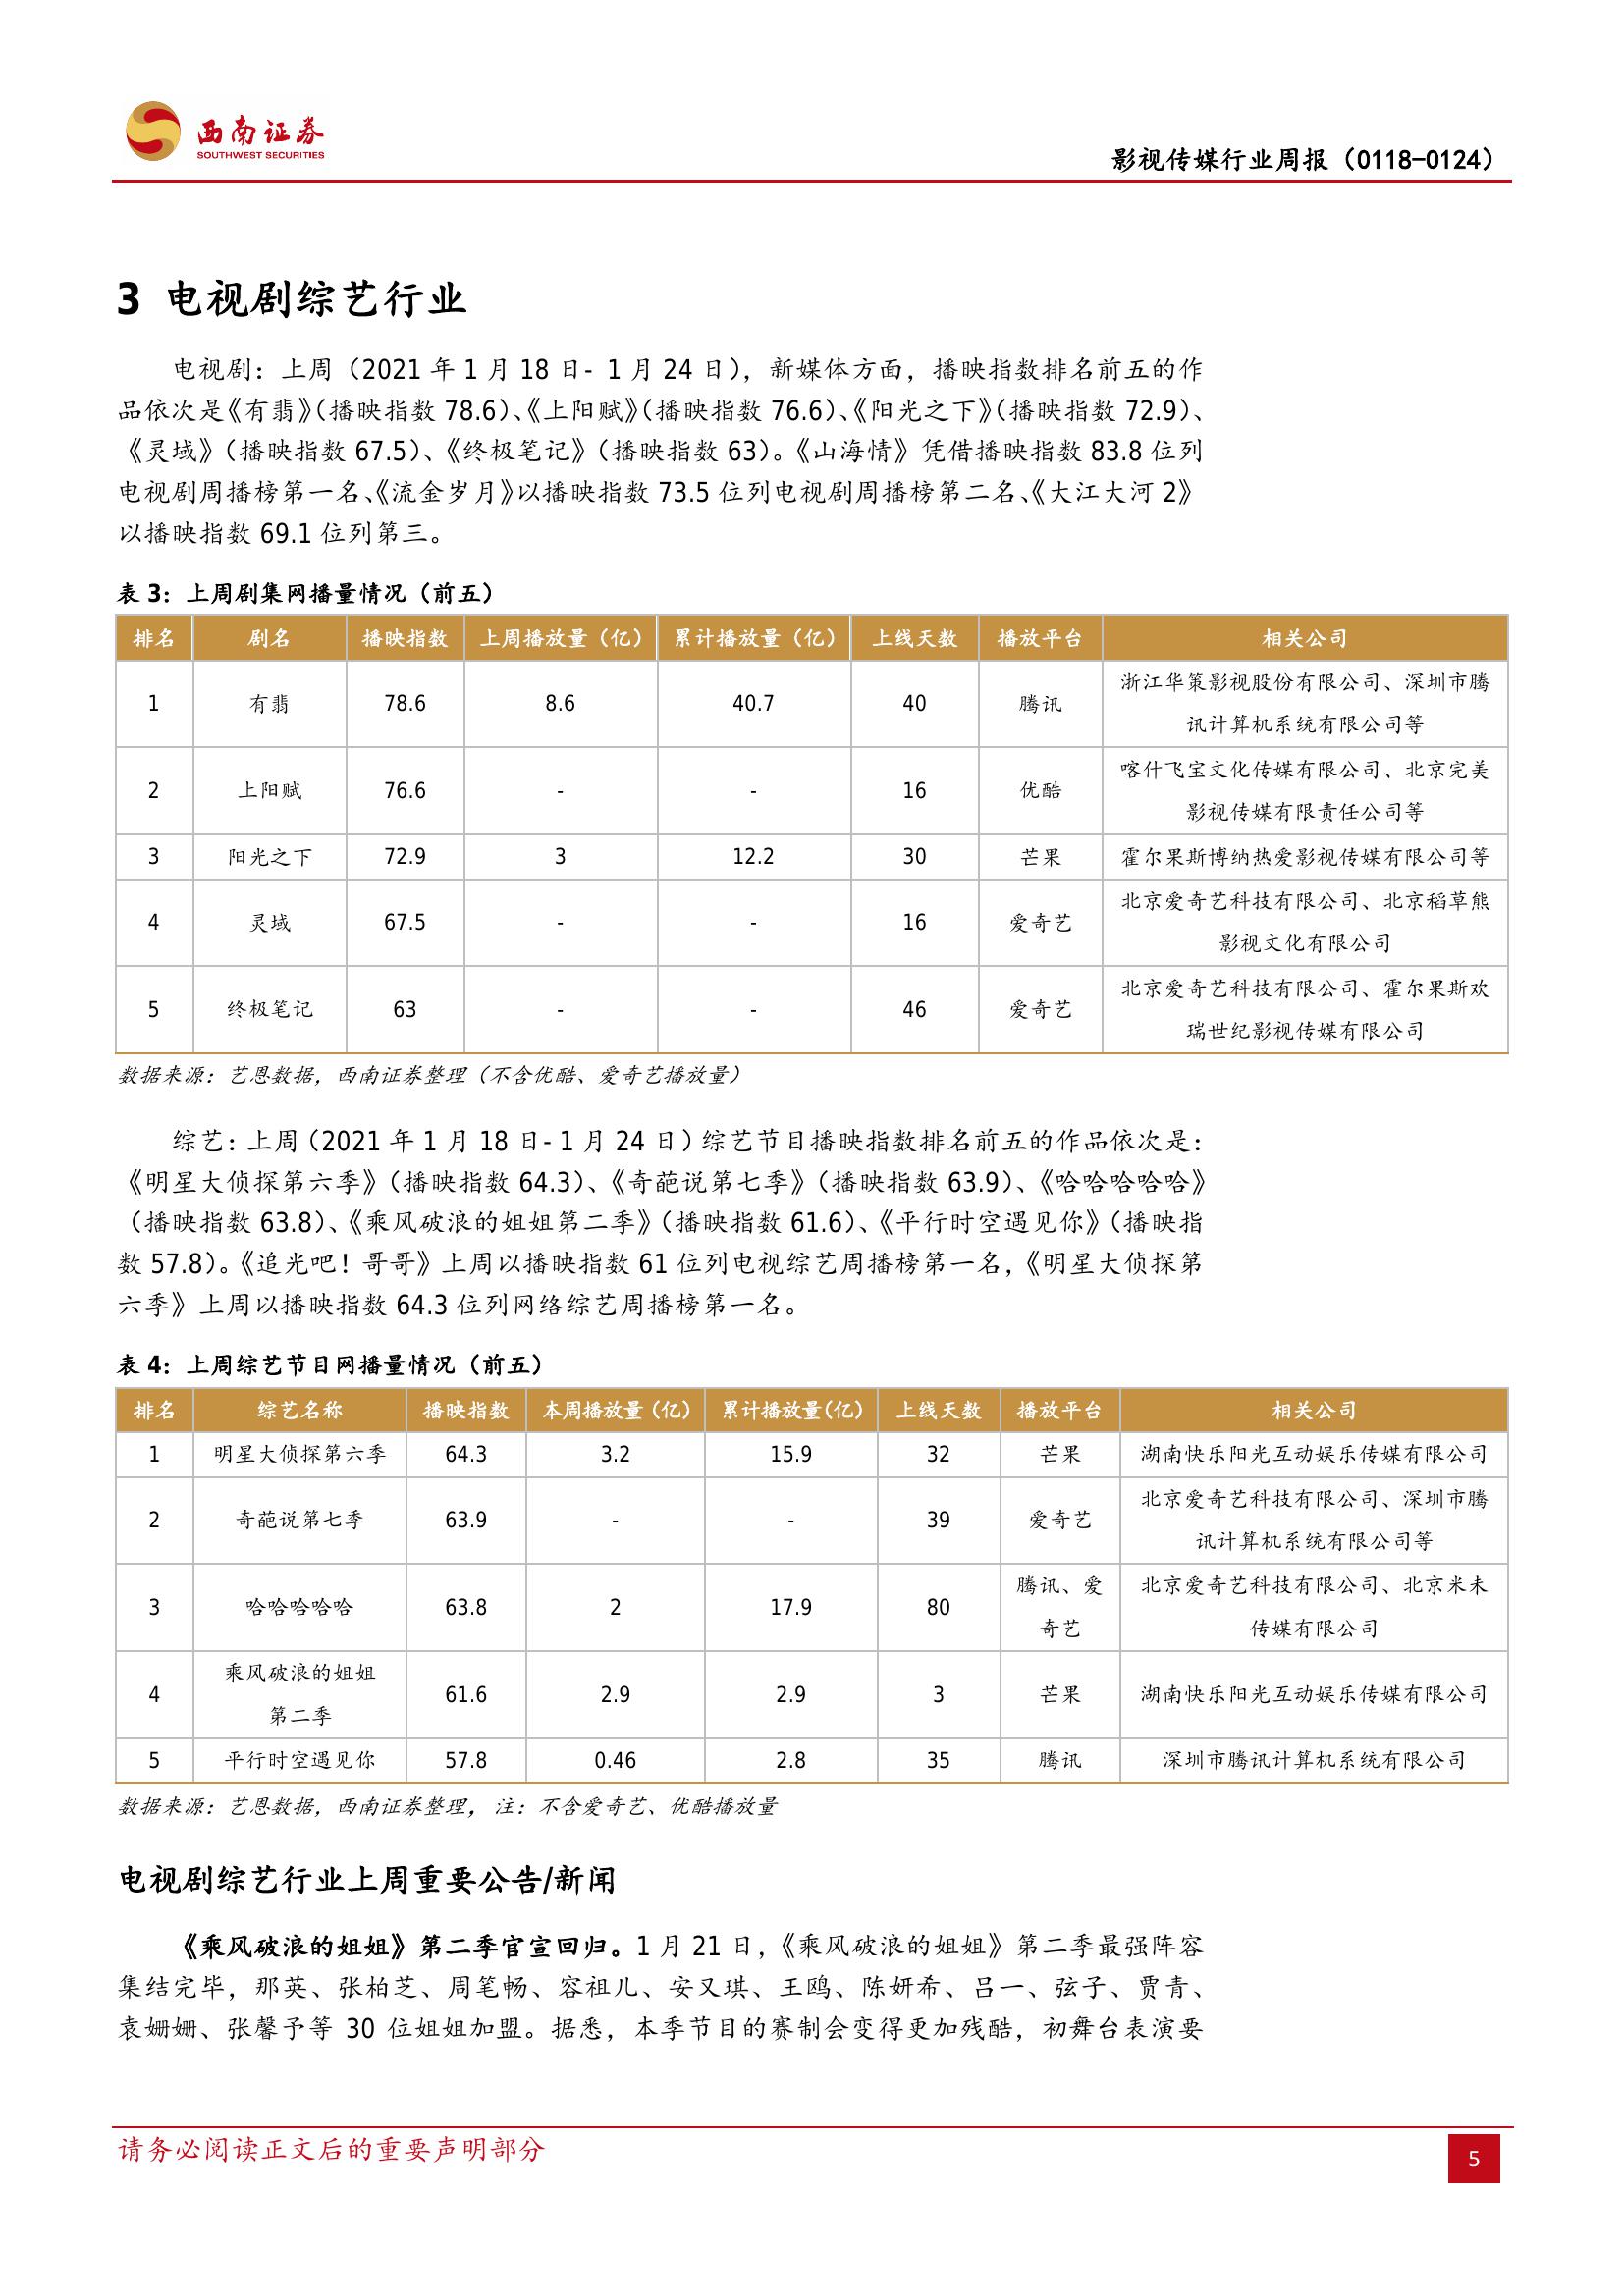 西南证券
SOUTHWEST SECURITIES
影视传媒行业周报（0118-0124）
3 电视剧综艺行业
电视剧：上周（2021 年 1 月 18 日- 1 月 24 日），新媒体方面，播映指数排名前五的作
品依次是《有翡》（播映指数 78.6）、《上阳赋》（播映指数 76.6）、《阳光之下》（播映指数 72.9）、
《灵域》（播映指数 67.5）、《终极笔记》（播映指数 63）。《山海情》凭借播映指数 83.8 位列
电视剧周播榜第一名、《流金岁月》以播映指数 73.5 位列电视剧周播榜第二名、《大江大河 2》
以播映指数 69.1 位列第三。
表 3：上周剧集网播量情况（前五）
排名 剧名 播映指数 上周播放量（亿） 累计播放量（亿） 上线天数 播放平台 相关公司
1 有翡 78.6 8.6 40.7 40 腾讯 浙江华策影视股份有限公司、深圳市腾
讯计算机系统有限公司等
2 上阳赋 76.6 - - 16 优酷 喀什飞宝文化传媒有限公司、北京完美
影视传媒有限责任公司等
3 阳光之下 72.9 3 12.2 30 芒果 霍尔果斯博纳热爱影视传媒有限公司等
4 灵域 67.5 - - 16 爱奇艺 北京爱奇艺科技有限公司、北京稻草熊
影视文化有限公司
5 终极笔记 63 - - 46 爱奇艺 北京爱奇艺科技有限公司、霍尔果斯欢
瑞世纪影视传媒有限公司
数据来源：艺恩数据，西南证券整理（不含优酷、爱奇艺播放量）
综艺：上周（2021 年 1 月 18 日- 1 月 24 日）综艺节目播映指数排名前五的作品依次是：
《明星大侦探第六季》（播映指数 64.3）、《奇葩说第七季》（播映指数 63.9）、《哈哈哈哈哈》
（播映指数 63.8）、《乘风破浪的姐姐第二季》（播映指数 61.6）、《平行时空遇见你》（播映指
数 57.8）。《追光吧！哥哥》上周以播映指数 61 位列电视综艺周播榜第一名，《明星大侦探第
六季》上周以播映指数 64.3 位列网络综艺周播榜第一名。
表 4：上周综艺节目网播量情况（前五）
排名 综艺名称 播映指数 本周播放量（亿） 累计播放量（亿） 上线天数 播放平台 相关公司
1 明星大侦探第六季 64.3 3.2 15.9 32 芒果 湖南快乐阳光互动娱乐传媒有限公司
2 奇葩说第七季 63.9 - - 39 爱奇艺 北京爱奇艺科技有限公司、深圳市腾
讯计算机系统有限公司等
3 哈哈哈哈哈 63.8 2 17.9 80 腾讯、爱 北京爱奇艺科技有限公司、北京米未
奇艺 传媒有限公司
乘风破浪的姐姐
4 61.6 2.9 2.9 3 芒果 湖南快乐阳光互动娱乐传媒有限公司
第二季
5 平行时空遇见你 57.8 0.46 2.8 35 腾讯 深圳市腾讯计算机系统有限公司
数据来源：艺恩数据，西南证券整理，注：不含爱奇艺、优酷播放量
电视剧综艺行业上周重要公告/新闻
《乘风破浪的姐姐》第二季官宣回归。1 月 21 日，《乘风破浪的姐姐》第二季最强阵容
集结完毕，那英、张柏芝、周笔畅、容祖儿、安又琪、王鸥、陈妍希、吕一、弦子、贾青、
袁姗姗、张馨予等 30 位姐姐加盟。据悉，本季节目的赛制会变得更加残酷，初舞台表演要
请务必阅读正文后的重要声明部分
5